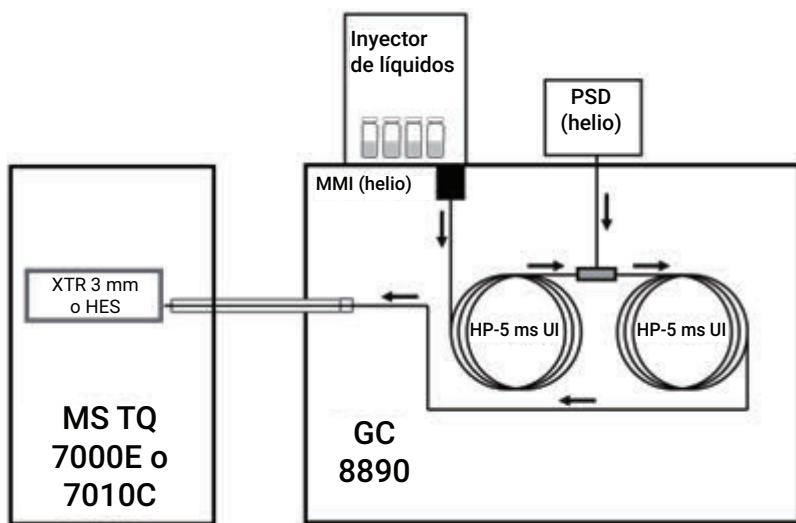 Inyector
de líquidos
PSD
(helio)
MMI (helio)
XTR 3 mm
o HES
HP-5 ms UI
HP-5 ms UI
MS TQ
7000E o
7010C
GC
8890